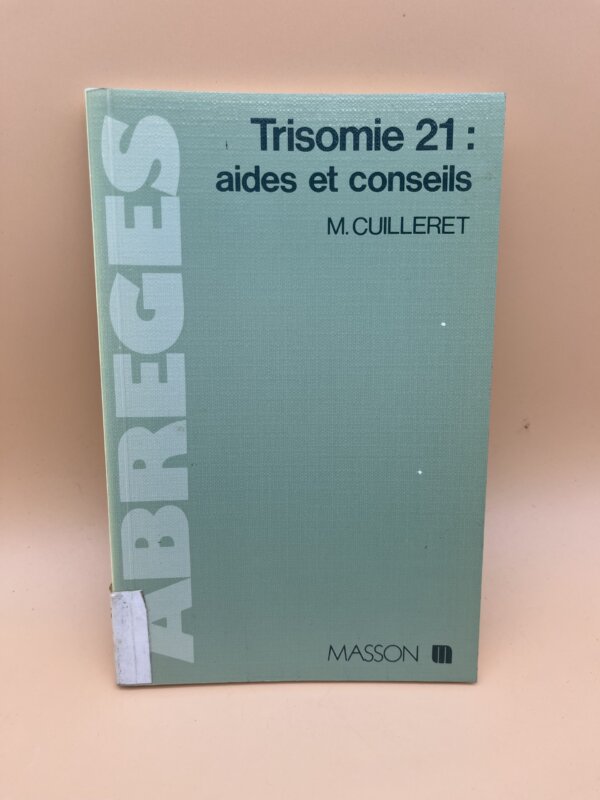 Trisomie 21 :
aides et conseils
M. CUILLERET
ABREGES
MASSON